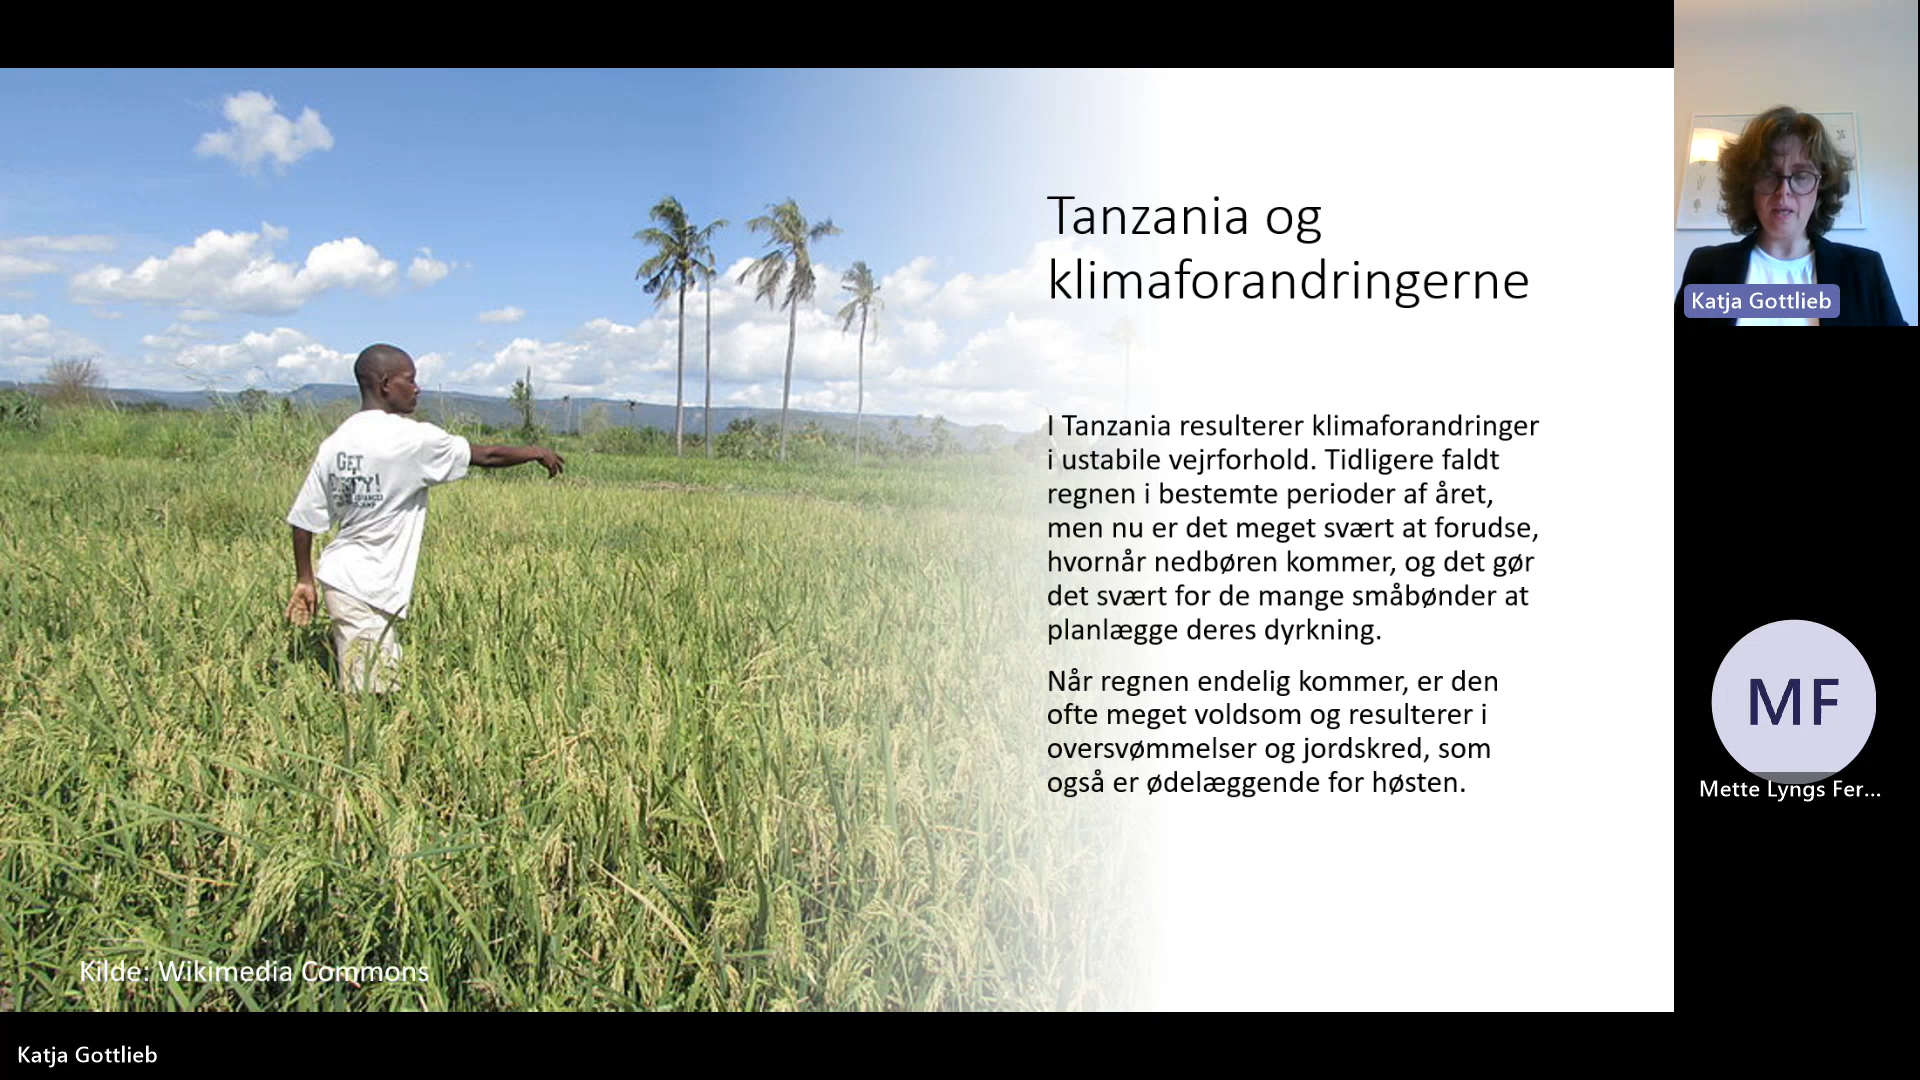 Tanzania og
klimaforandringerne
I Tanzania resulterer klimaforandringer
i ustabile vejrforhold. Tidligere faldt
regnen i bestemte perioder af året,
men nu er det meget svært at forudse,
hvornår nedbøren kommer, og det gør
det svært for de mange småbønder at
planlægge deres dyrkning.
Når regnen endelig kommer, er den
ofte meget voldsom og resulterer i
oversvømmelser og jordskred, som
også er ødelæggende for høsten.
GET
DIRTY!
Kilde: Wikimedia Commons
Katja Gottlieb
MF
Mette Lyngs Fer...
Katja Gottlieb